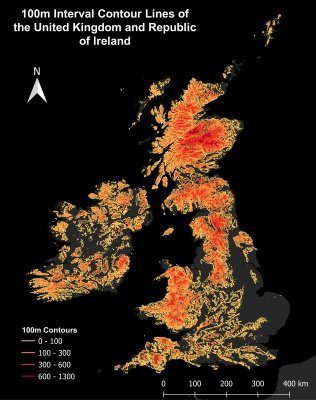 100m Interval Contour Lines of
the United Kingdom and Republic
of Ireland
N
100m Contours
0 - 100
100 - 300
300 - 600
600 - 1300
0 100 200 300 400 km